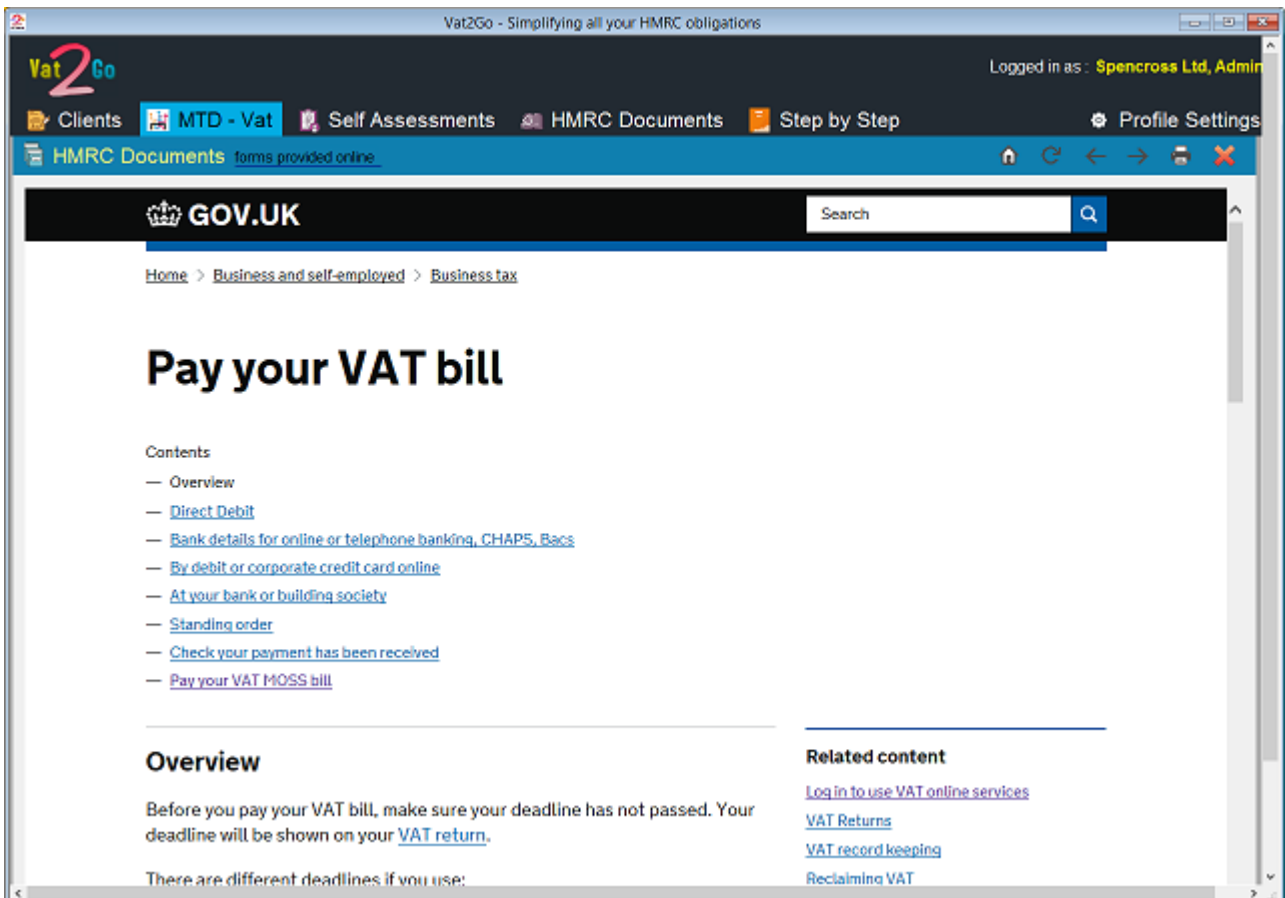 Vat2Go - Simplifying all your HMRC obligations
Vat2Go
Logged in as : Spencross Ltd, Admin
Clients MTD - Vat Self Assessments HMRC Documents Step by Step Profile Settings
HMRC Documents forms provided online
GOV.UK Search
Home > Business and self-employed > Business tax
Pay your VAT bill
Contents
— Overview
— Direct Debit
— Bank details for online or telephone banking, CHAPS, Bacs
— By debit or corporate credit card online
— At your bank or building society
— Standing order
— Check your payment has been received
— Pay your VAT MOSS bill
Overview
Before you pay your VAT bill, make sure your deadline has not passed. Your
deadline will be shown on your VAT return.
There are different deadlines if you use:
Related content
Log in to use VAT online services
VAT Returns
VAT record keeping
Reclaiming VAT